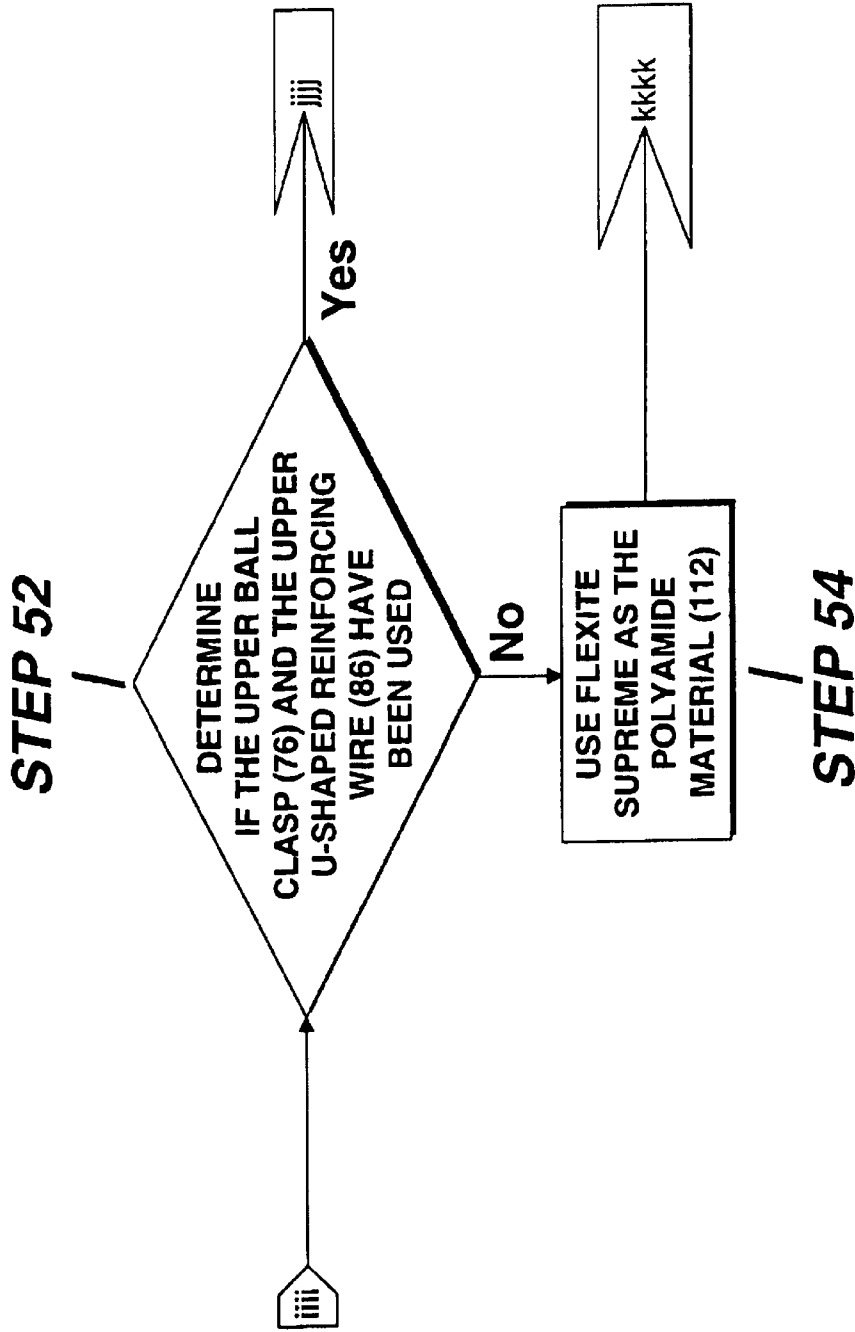 STEP 52
iiii
DETERMINE
IF THE UPPER BALL
CLASP (76) AND THE UPPER
U-SHAPED REINFORCING
WIRE (86) HAVE
BEEN USED
Yes
jjjj
No
USE FLEXITE
SUPREME AS THE
POLYAMIDE
MATERIAL (112)
kkkk
STEP 54